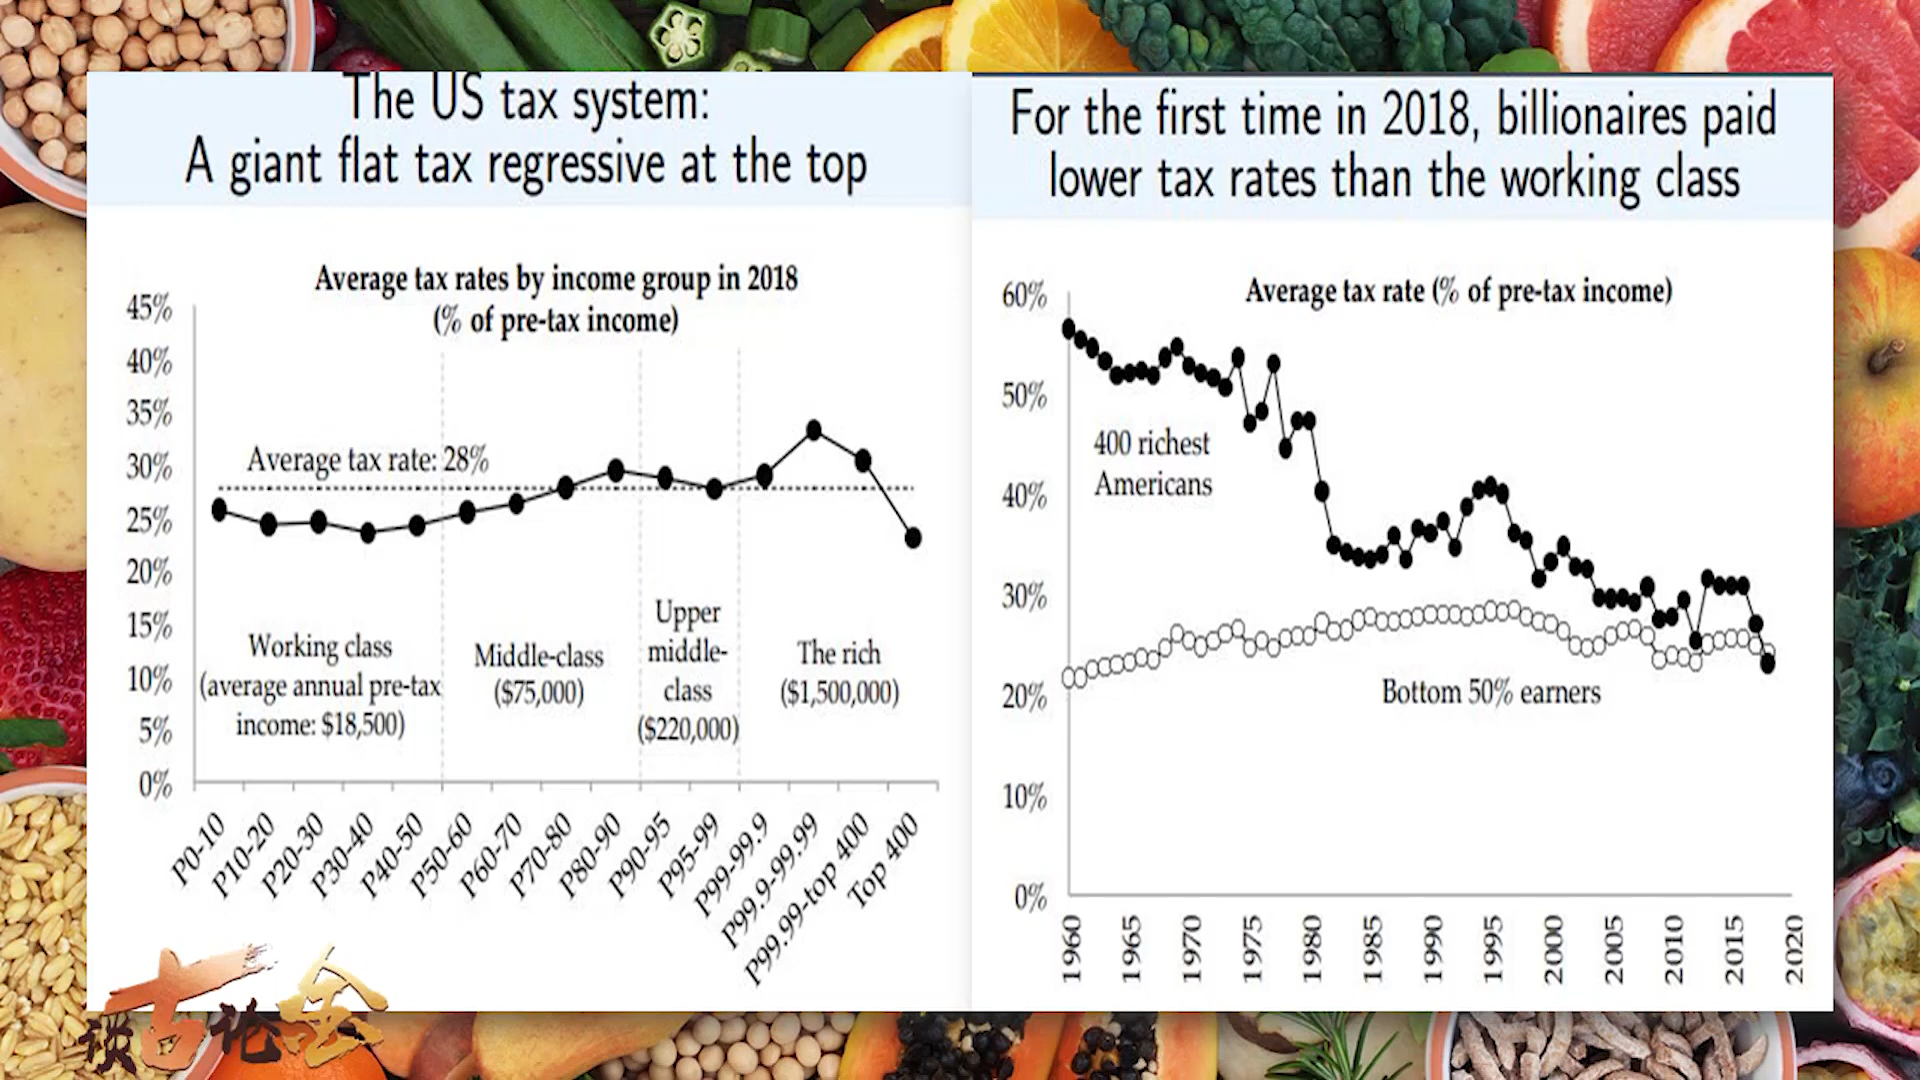 The US tax system:
A giant flat tax regressive at the top
Average tax rates by income group in 2018
(% of pre-tax income)
45%
40%
35%
30%
25%
20%
15%
10%
5%
0%
Average tax rate: 28%
Working class
(average annual pre-tax
income: $18,500)
Middle-class
($75,000)
Upper
middle-
class
($220,000)
The rich
($1,500,000)
P0-10
P10-20
P20-30
P30-40
P40-50
P50-60
P60-70
P70-80
P80-90
P90-95
P95-99
P99-99.9
P99.9-99.99
P99.99-top 400
Top 400
For the first time in 2018, billionaires paid
lower tax rates than the working class
Average tax rate (% of pre-tax income)
60%
50%
40%
30%
20%
10%
0%
400 richest
Americans
Bottom 50% earners
1960
1965
1970
1975
1980
1985
1990
1995
2000
2005
2010
2015
2020
谈古论金